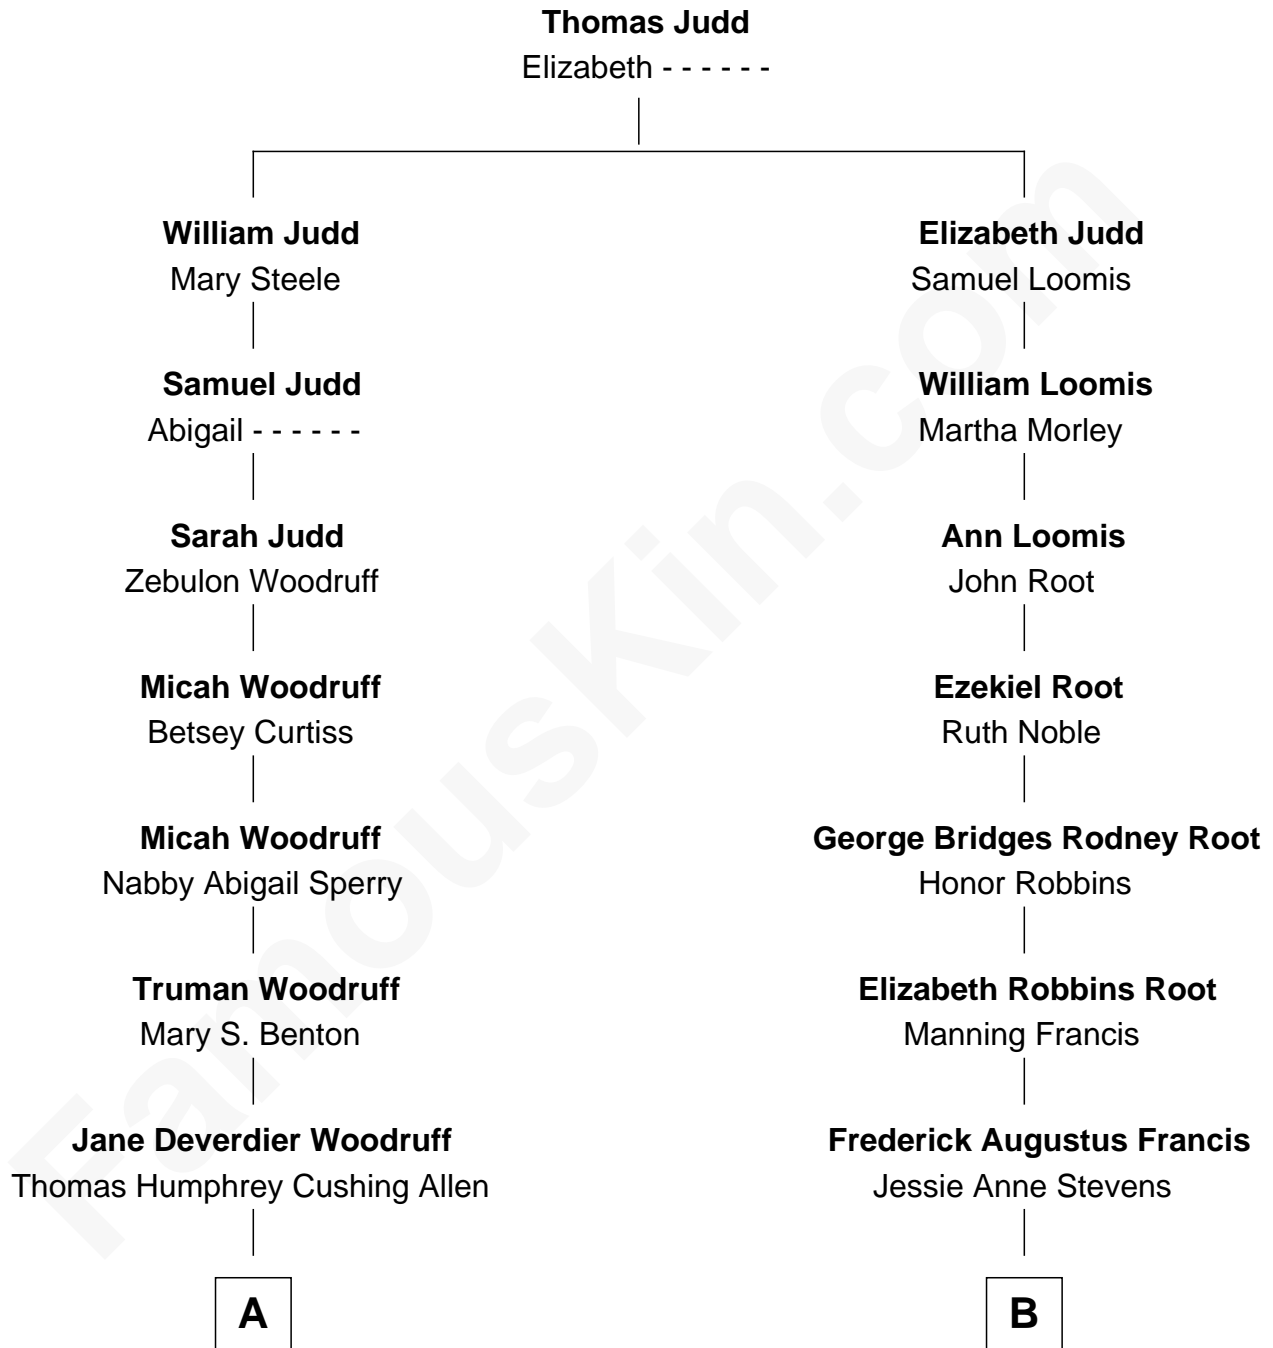 Thomas Judd
Elizabeth - - - - - -
William Judd
Mary Steele
Elizabeth Judd
Samuel Loomis
Samuel Judd
Abigail - - - - - -
William Loomis
Martha Morley
Sarah Judd
Zebulon Woodruff
Ann Loomis
John Root
Micah Woodruff
Betsey Curtiss
Ezekiel Root
Ruth Noble
Micah Woodruff
Nabby Abigail Sperry
George Bridges Rodney Root
Honor Robbins
Truman Woodruff
Mary S. Benton
Elizabeth Robbins Root
Manning Francis
Jane Deverdier Woodruff
Thomas Humphrey Cushing Allen
Frederick Augustus Francis
Jessie Anne Stevens
A
B
FamousKin.com